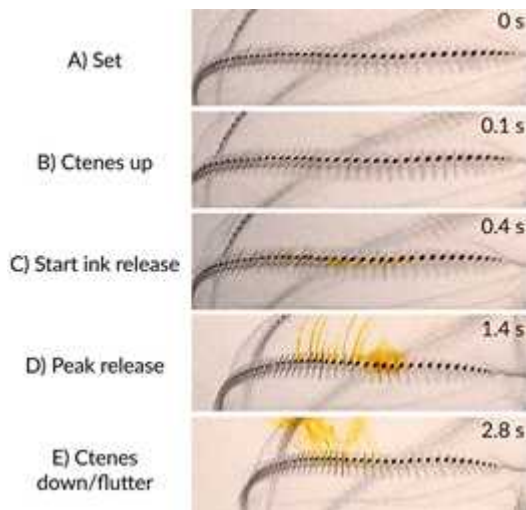 A) Set
0 s
B) Ctenes up
0.1 s
C) Start ink release
0.4 s
D) Peak release
1.4 s
E) Ctenes
down/flutter
2.8 s